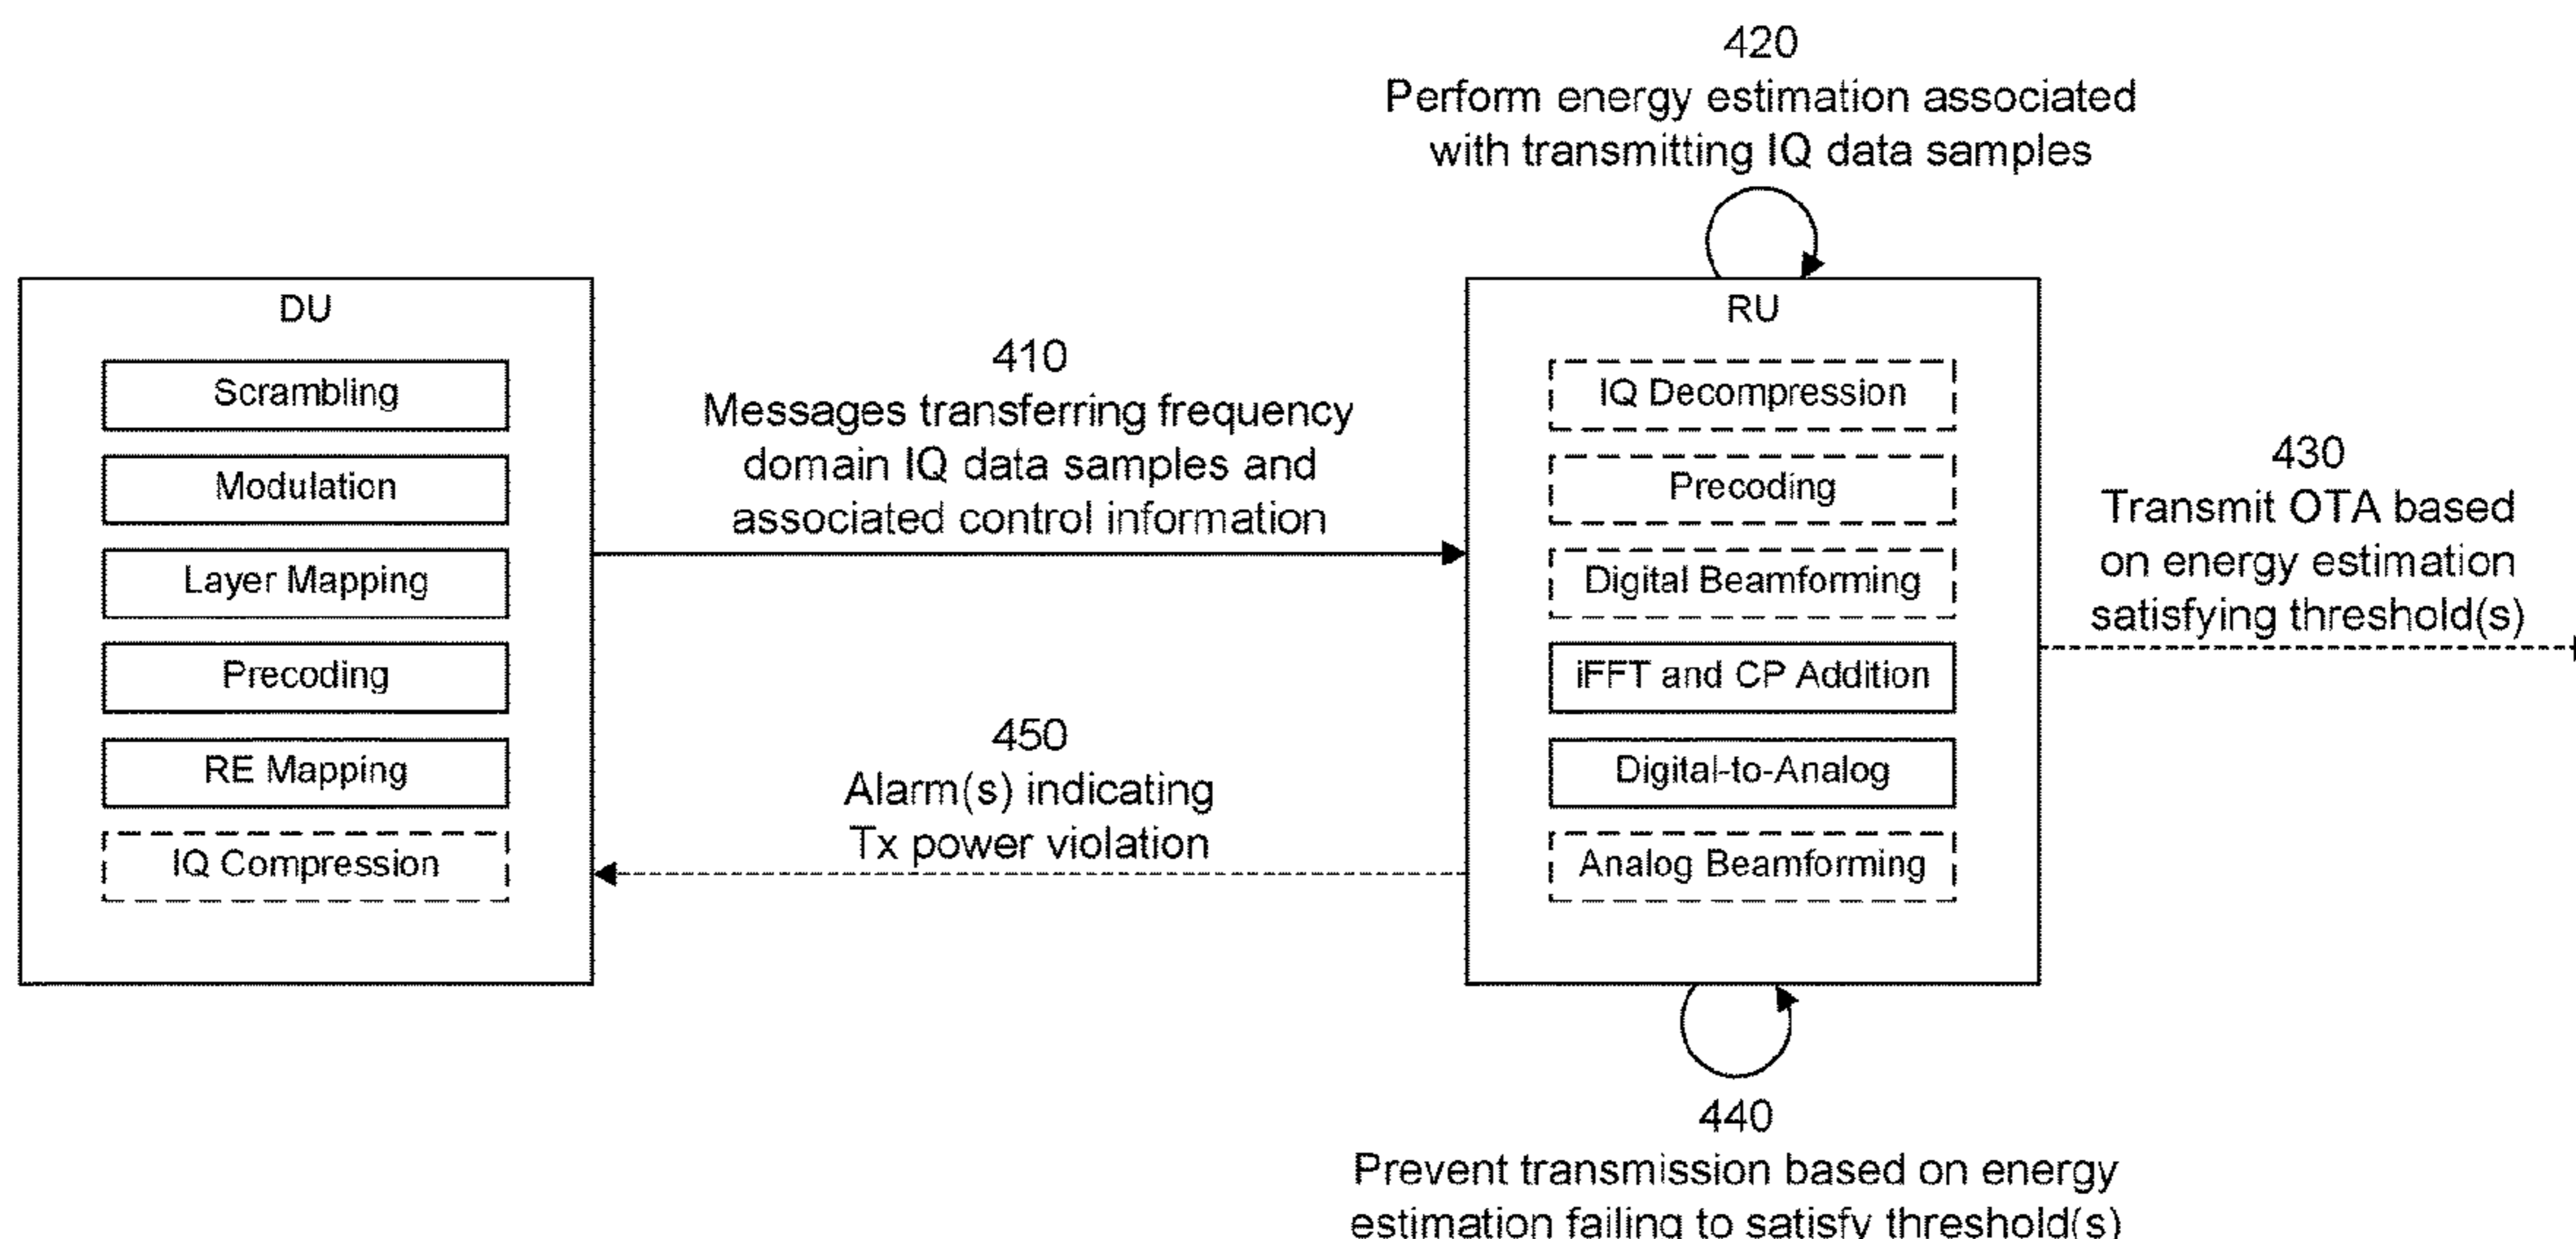 420
Perform energy estimation associated
with transmitting IQ data samples
DU
Scrambling
Modulation
Layer Mapping
Precoding
RE Mapping
IQ Compression
410
Messages transferring frequency
domain IQ data samples and
associated control information
450
Alarm(s) indicating
Tx power violation
RU
IQ Decompression
Precoding
Digital Beamforming
iFFT and CP Addition
Digital-to-Analog
Analog Beamforming
430
Transmit OTA based
on energy estimation
satisfying threshold(s)
440
Prevent transmission based on energy
estimation failing to satisfy threshold(s)